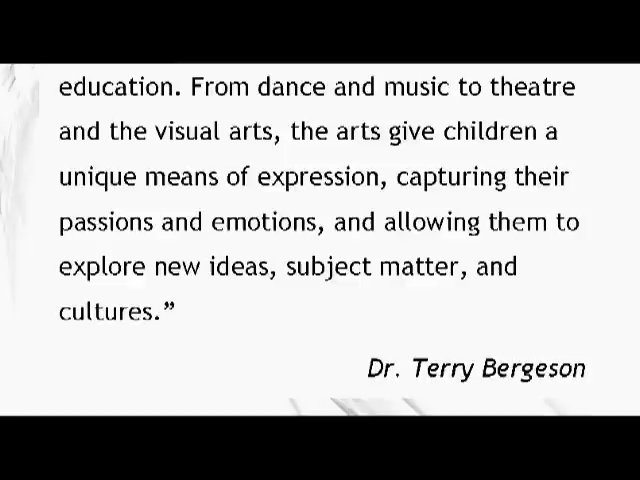 education. From dance and music to theatre
and the visual arts, the arts give children a
unique means of expression, capturing their
passions and emotions, and allowing them to
explore new ideas, subject matter, and
cultures.”
Dr. Terry Bergeson